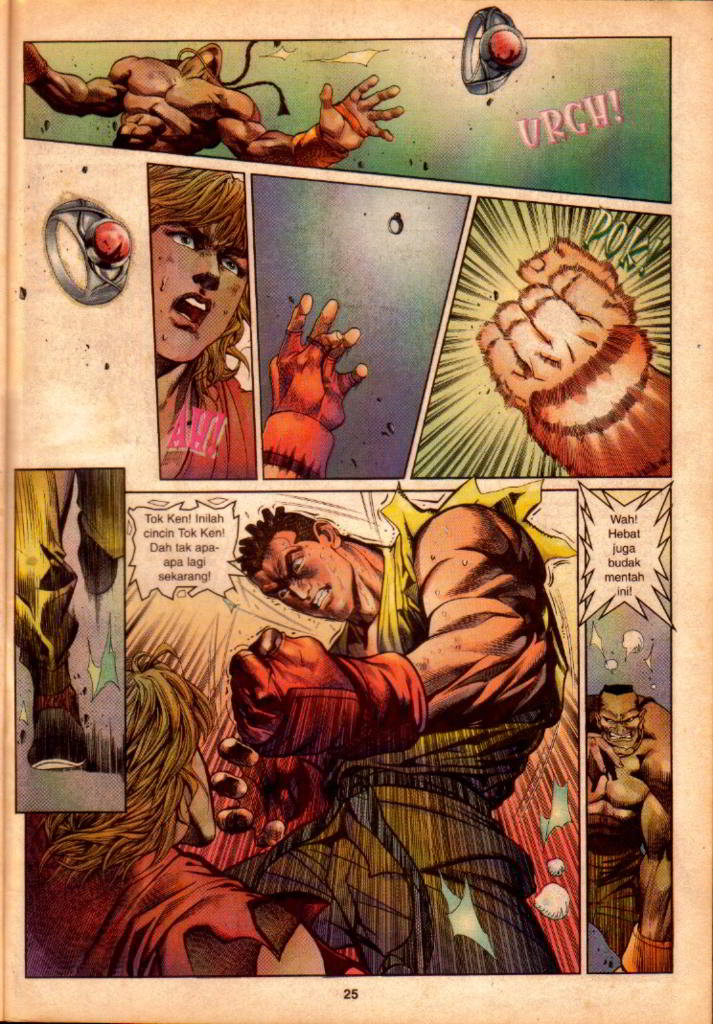 URGH!
POK!
AH!
Tok Ken! Inilah
cincin Tok Ken!
Dah tak apa-
apa lagi
sekarang!
Wah!
Hebat
juga
budak
mentah
ini!
25